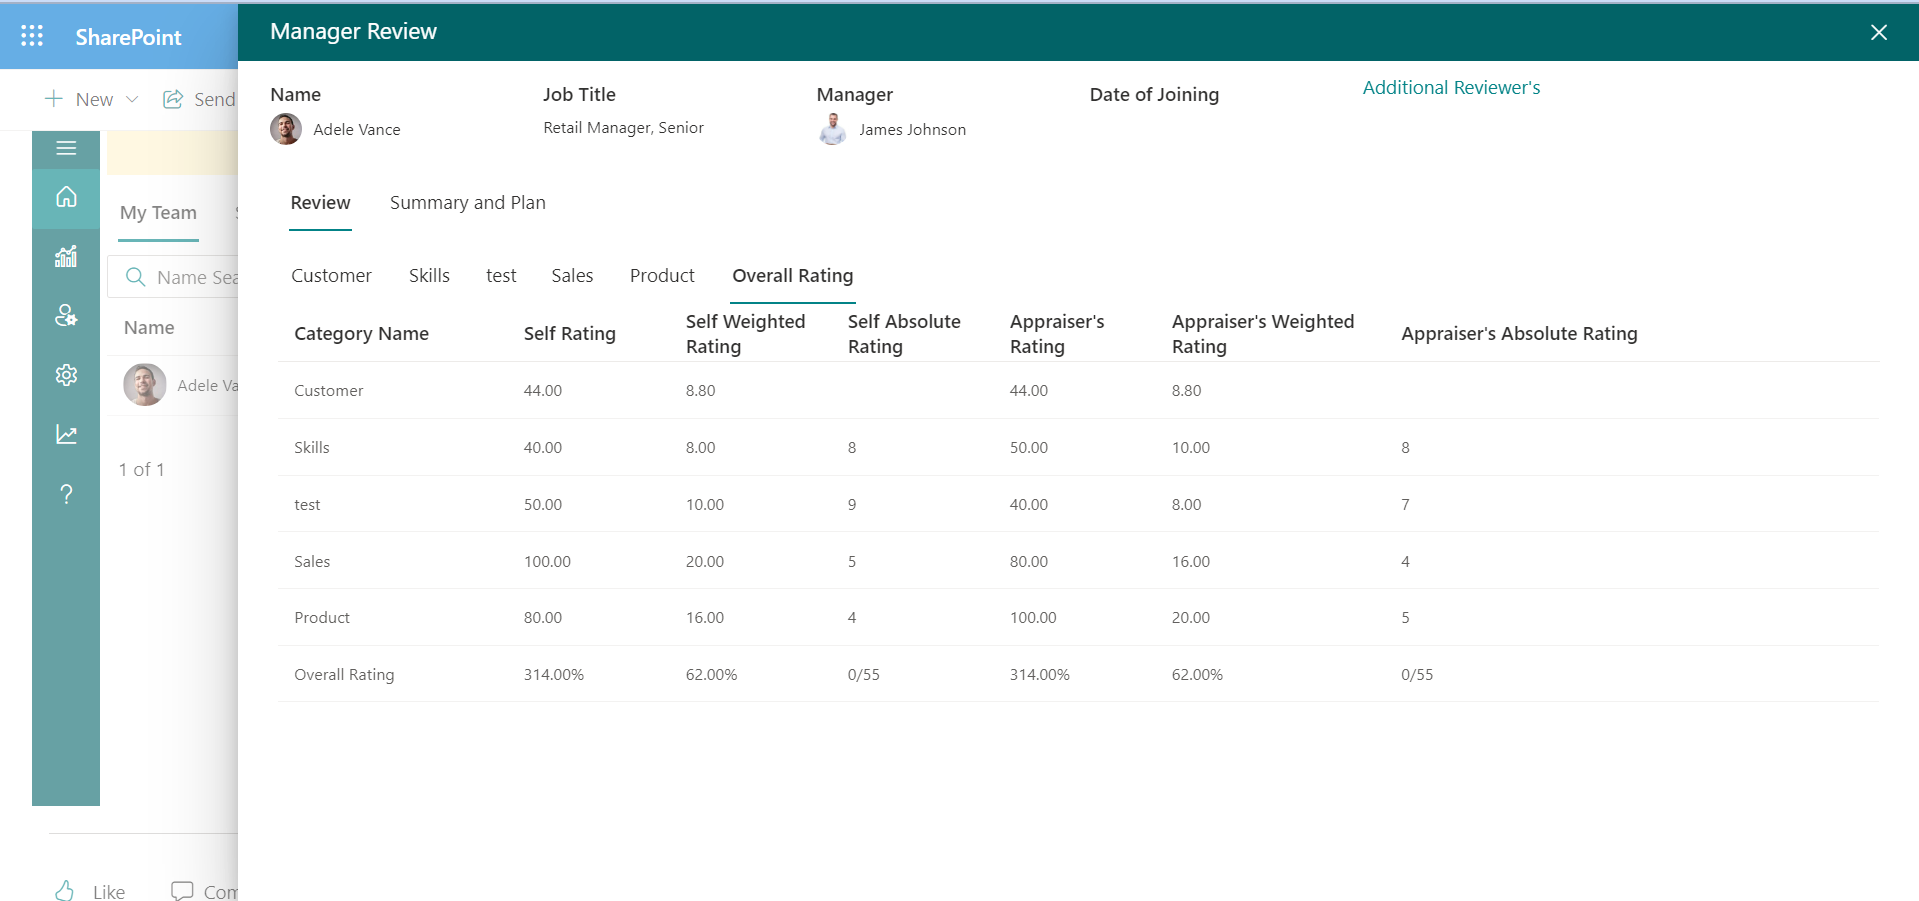 SharePoint
Manager Review
New
Send
Name
Job Title
Manager
Date of Joining
Additional Reviewer's
Adele Vance
Retail Manager, Senior
James Johnson
My Team
Review
Summary and Plan
Name Sea
Customer
Skills
test
Sales
Product
Overall Rating
Name
Adele Va
1 of 1
Category Name
Self Rating
Self Weighted
Rating
Self Absolute
Rating
Appraiser's
Rating
Appraiser's Weighted
Rating
Appraiser's Absolute Rating
Customer 44.00 8.80 44.00 8.80
Skills 40.00 8.00 8 50.00 10.00 8
test 50.00 10.00 9 40.00 8.00 7
Sales 100.00 20.00 5 80.00 16.00 4
Product 80.00 16.00 4 100.00 20.00 5
Overall Rating 314.00% 62.00% 0/55 314.00% 62.00% 0/55
Like
Com